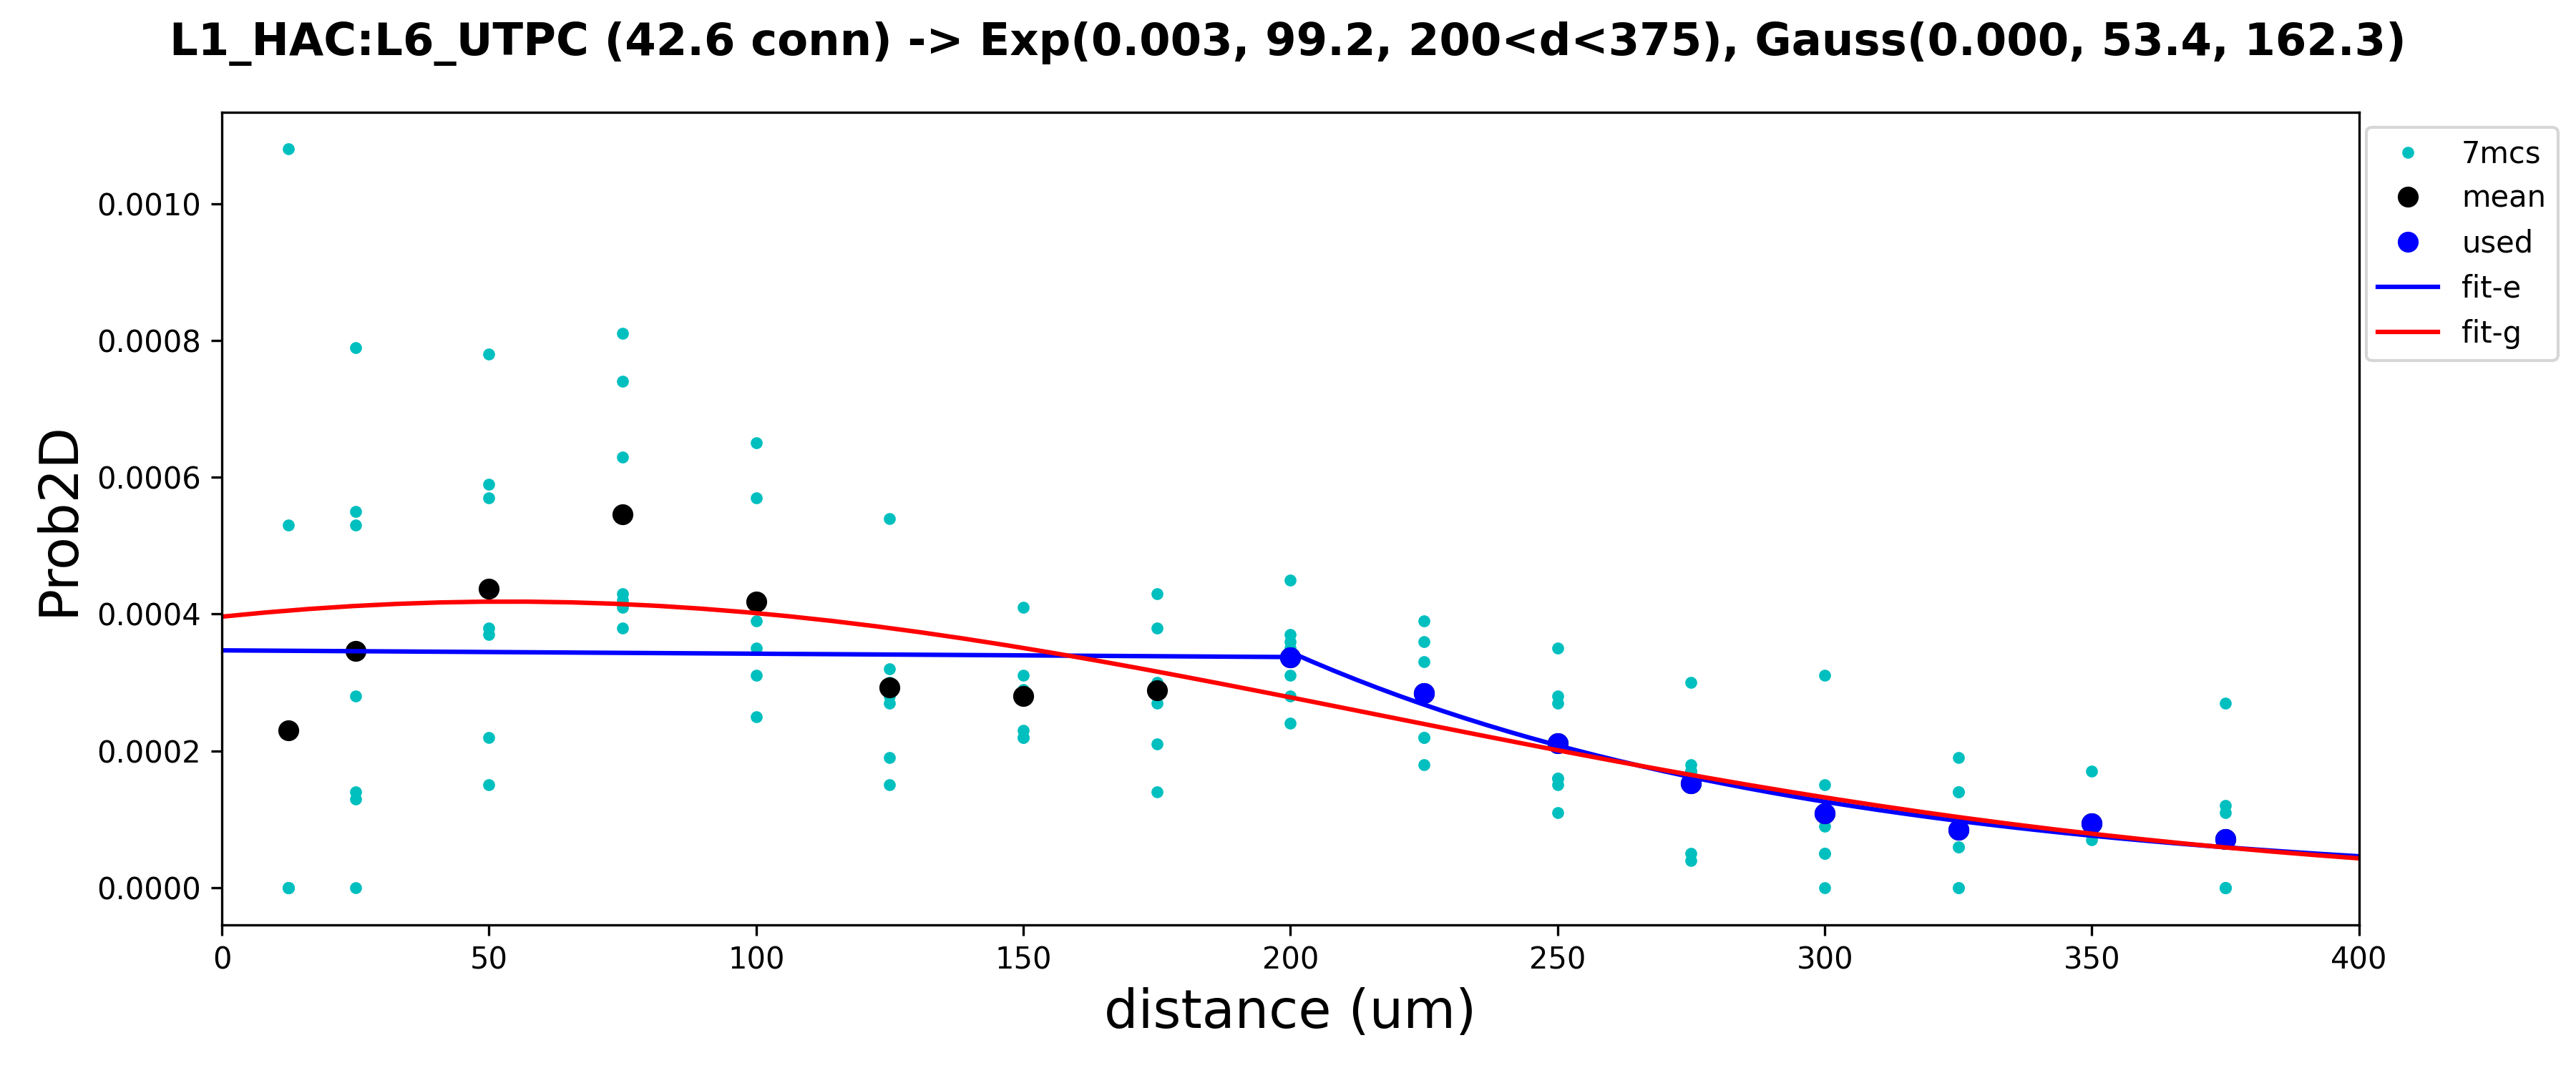 L1_HAC:L6_UTPC (42.6 conn) -> Exp(0.003, 99.2, 200<d<375), Gauss(0.000, 53.4, 162.3)
7mcs
mean
used
fit-e
fit-g
Prob2D
0.0010
0.0008
0.0006
0.0004
0.0002
0.0000
0 50 100 150 200 250 300 350 400
distance (um)